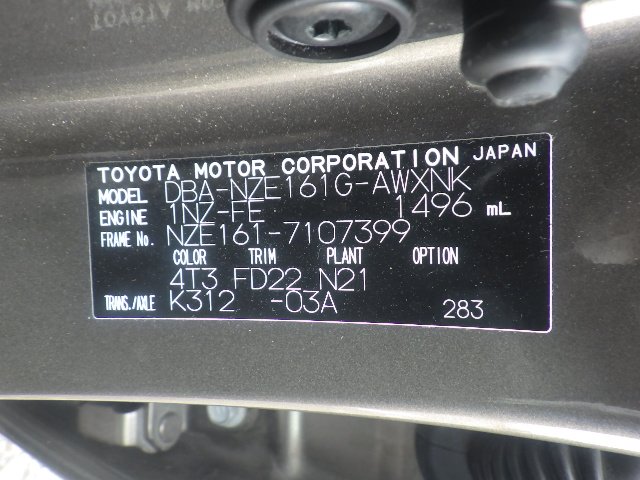 TOYOTA MOTOR CORPORATION JAPAN
MODEL DBA-NZE161G-AWXNK
ENGINE 1NZ-FE 1496 mL
FRAME No. NZE161-7107399
COLOR TRIM PLANT OPTION
4T3 FD22 N21
TRANS./AXLE K312 -03A 283